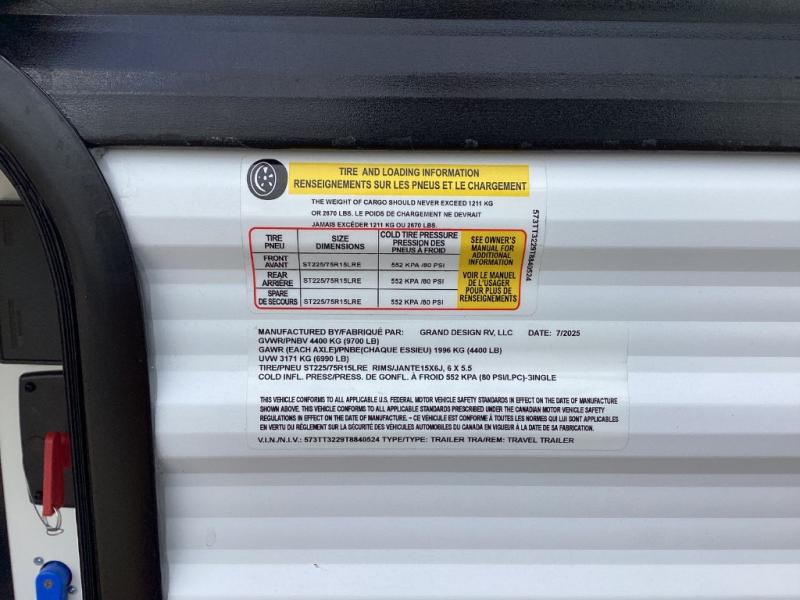 TIRE AND LOADING INFORMATION
RENSEIGNEMENTS SUR LES PNEUS ET LE CHARGEMENT
THE WEIGHT OF CARGO SHOULD NEVER EXCEED 1211 KG
OR 2670 LBS. LE POIDS DE CHARGEMENT NE DEVRAIT
JAMAIS EXCÉDER 1211 KG OU 2670 LBS.
TIRE
PNEU
SIZE
DIMENSIONS
COLD TIRE PRESSURE
PRESSION DES
PNEUS À FROID
FRONT
AVANT
ST225/75R15LRE
552 KPA /80 PSI
REAR
ARRIÈRE
ST225/75R15LRE
552 KPA /80 PSI
SPARE
DE SECOURS
ST225/75R15LRE
552 KPA /80 PSI
SEE OWNER'S
MANUAL FOR
ADDITIONAL
INFORMATION
VOIR LE MANUEL
DE L'USAGER
POUR PLUS DE
RENSEIGNEMENTS
573TT3229T8840524
MANUFACTURED BY/FABRIQUÉ PAR: GRAND DESIGN RV, LLC DATE: 7/2025
GVWR/PNBV 4400 KG (9700 LB)
GAWR (EACH AXLE)/PNBE(CHAQUE ESSIEU) 1996 KG (4400 LB)
UVW 3171 KG (6990 LB)
TIRE/PNEU ST225/75R15LRE RIMS/JANTE15X6J, 6 X 5.5
COLD INFL. PRESS/PRESS. DE GONFL. À FROID 552 KPA (80 PSI/LPC)-SINGLE
THIS VEHICLE CONFORMS TO ALL APPLICABLE U.S. FEDERAL MOTOR VEHICLE SAFETY STANDARDS IN EFFECT ON THE DATE OF MANUFACTURE
SHOWN ABOVE. THIS VEHICLE CONFORMS TO ALL APPLICABLE STANDARDS PRESCRIBED UNDER THE CANADIAN MOTOR VEHICLE SAFETY
REGULATIONS IN EFFECT ON THE DATE OF MANUFACTURE. - CE VÉHICULE EST CONFORME À TOUTES LES NORMES QUI LUI SONT APPLICABLES
EN VERTU DU RÈGLEMENT SUR LA SÉCURITÉ DES VÉHICULES AUTOMOBILES DU CANADA EN VIGUEUR À LA DATE DE SA FABRICATION.
V.I.N./N.I.V.: 573TT3229T8840524 TYPE/TYPE: TRAILER TRA/REM: TRAVEL TRAILER